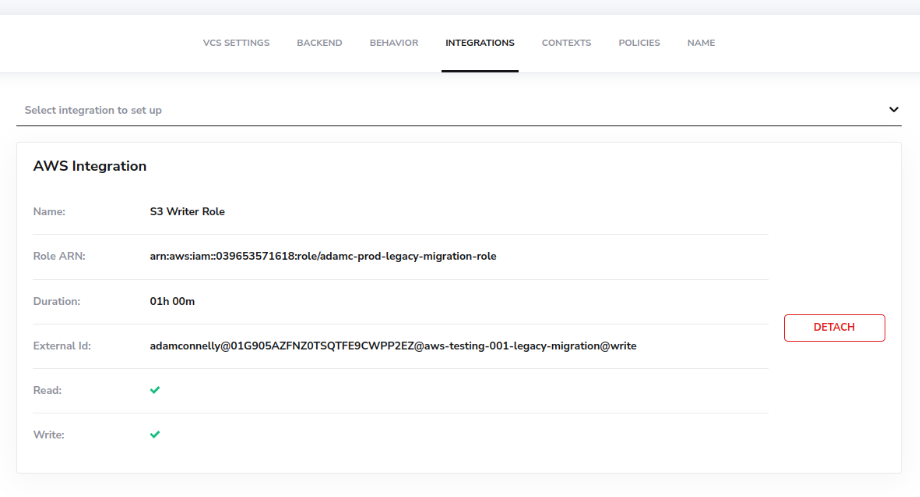 VCS SETTINGS BACKEND BEHAVIOR INTEGRATIONS CONTEXTS POLICIES NAME
Select integration to set up
AWS Integration
Name: S3 Writer Role
Role ARN: arn:aws:iam::039653571618:role/adamc-prod-legacy-migration-role
Duration: 01h 00m
DETACH
External Id: adamconnelly@01G905AZFNZ0TSQTFE9CWPP2EZ@aws-testing-001-legacy-migration@write
Read:
Write: